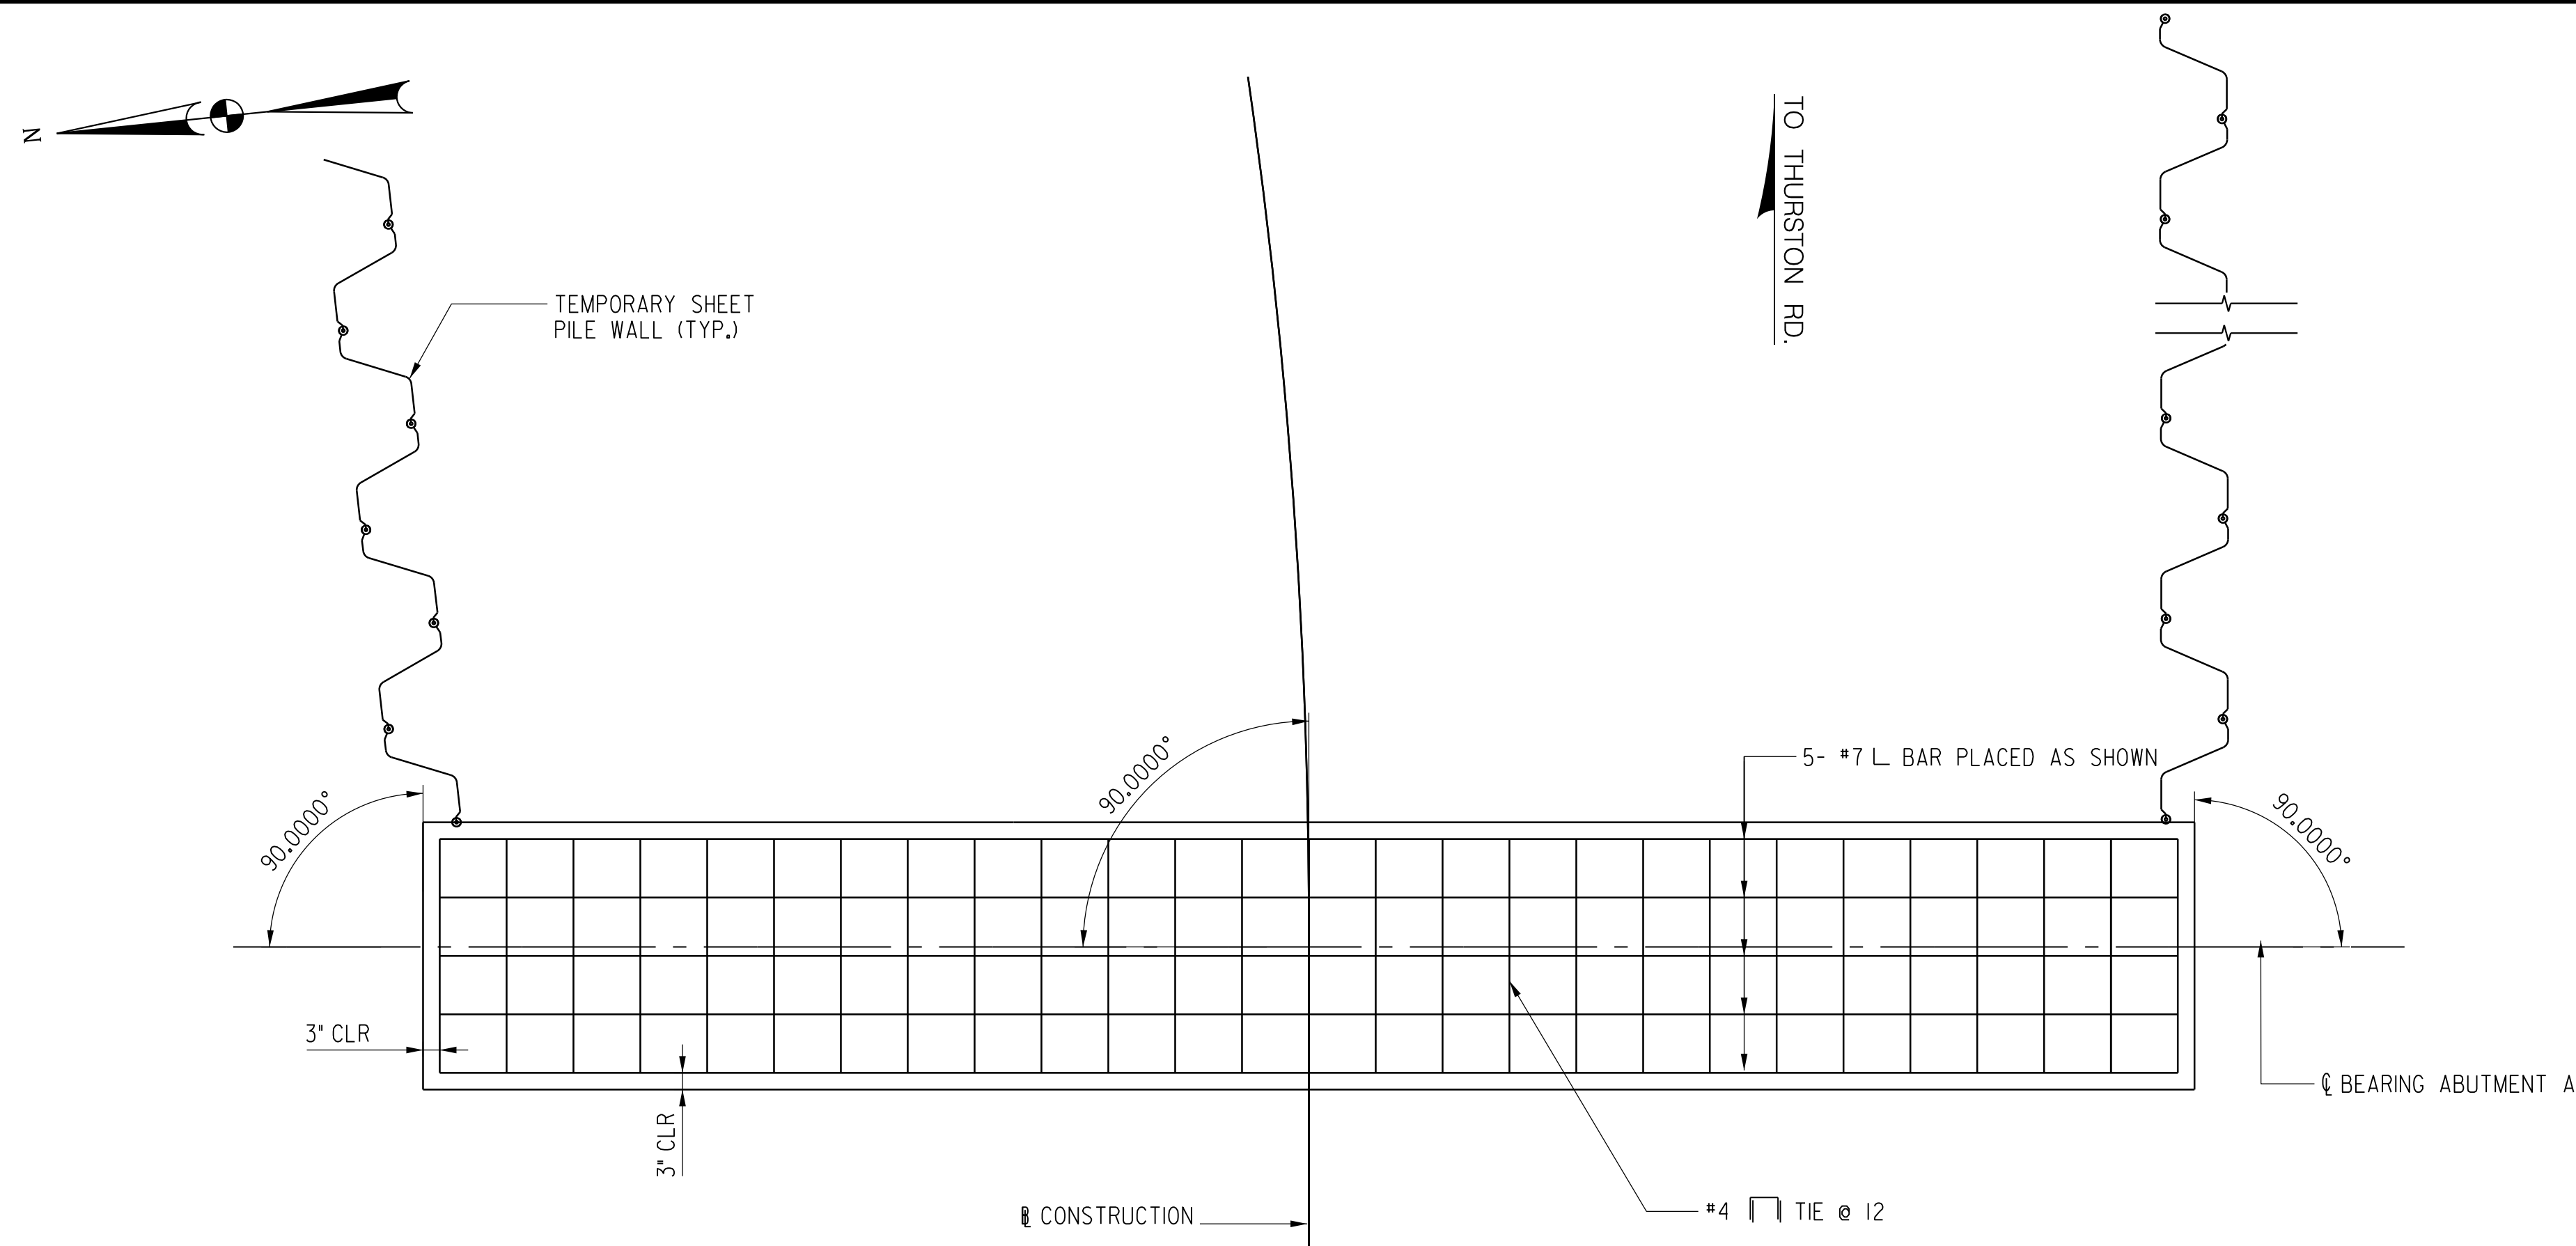 N
TO THURSTON RD.
TEMPORARY SHEET
PILE WALL (TYP.)
90.0000°
90.0000°
5- #7 BAR PLACED AS SHOWN
90.0000°
3" CLR
3" CLR
℄ BEARING ABUTMENT A
CONSTRUCTION
#4 TIE @ 12